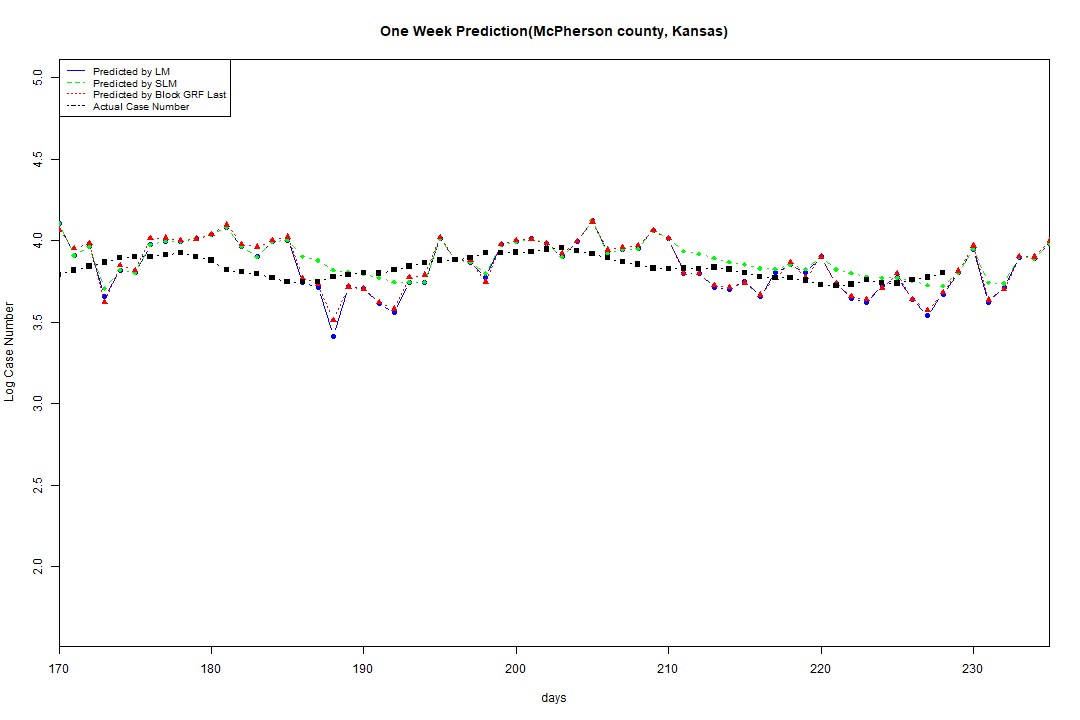 One Week Prediction(McPherson county, Kansas)
Predicted by LM
Predicted by SLM
Predicted by Block GRF Last
Actual Case Number
5.0
4.5
4.0
3.5
3.0
2.5
2.0
Log Case Number
170 180 190 200 210 220 230
days